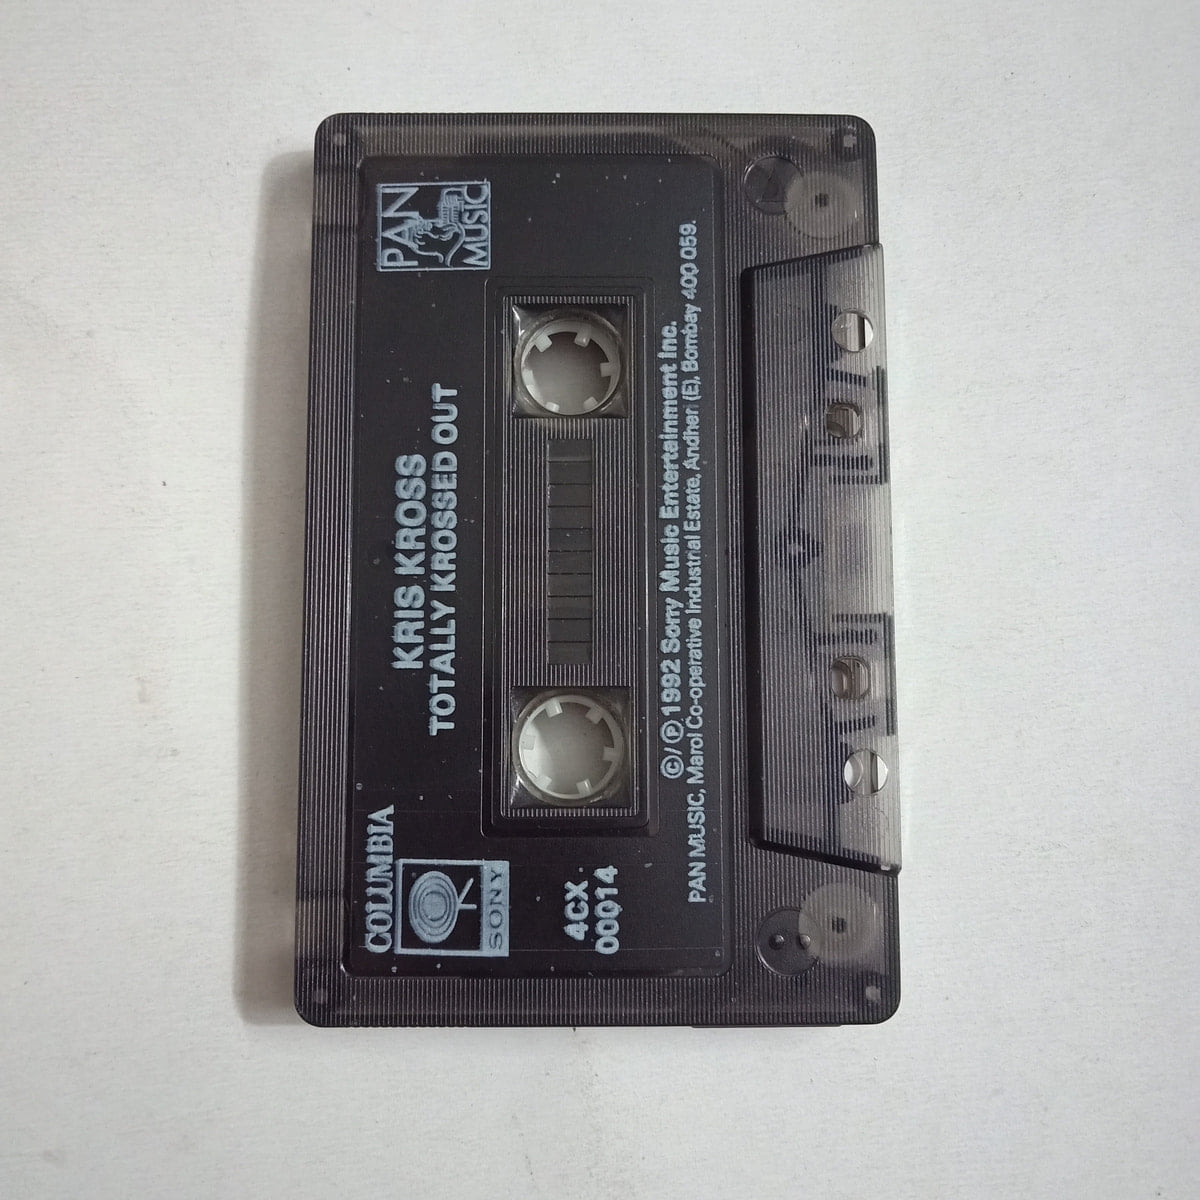 COLUMBIA
SONY
PAN
MUSIC
KRIS KROSS
TOTALLY KROSSED OUT
4CX
00014
©/℗ 1992 Sony Music Entertainment Inc.
PAN MUSIC, Marol Co-operative Industrial Estate, Andheri (E), Bombay 400 059.